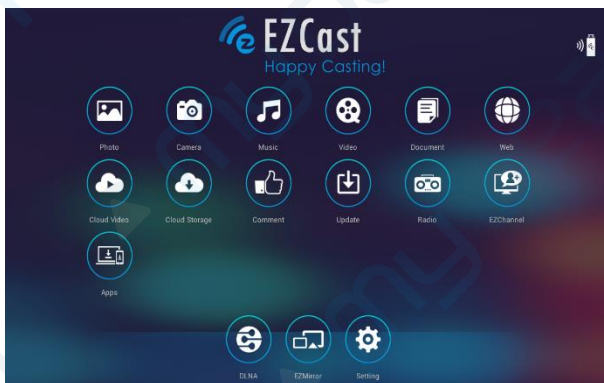 EZCast
Happy Casting!
Photo Camera Music Video Document Web
Cloud Video Cloud Storage Comment Update Radio EZChannel
Apps
DLNA EZMirror Setting